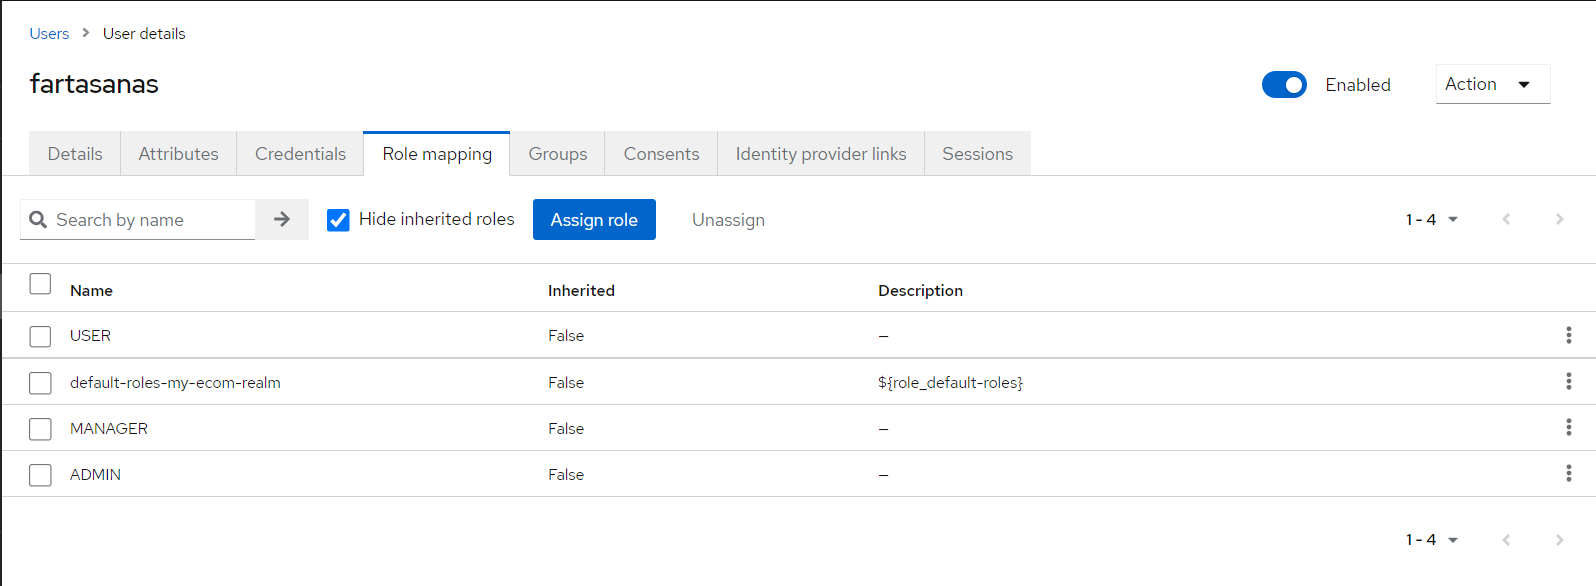 Users > User details
fartasanas
Enabled Action
Details Attributes Credentials Role mapping Groups Consents Identity provider links Sessions
Search by name Hide inherited roles Assign role Unassign 1 - 4
Name Inherited Description
USER False –
default-roles-my-ecom-realm False ${role_default-roles}
MANAGER False –
ADMIN False –
1 - 4